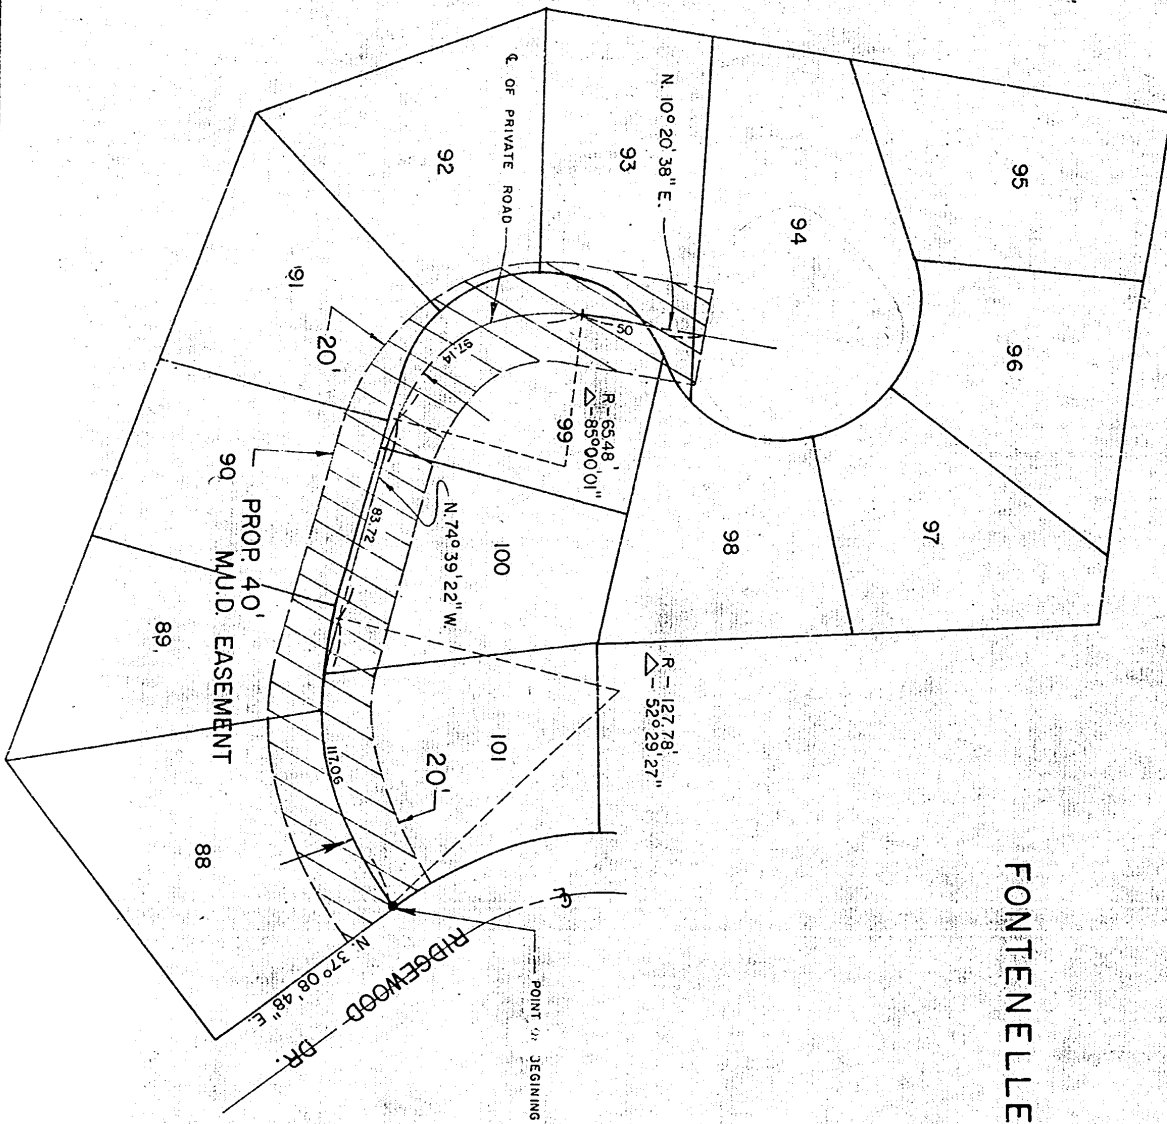 FONTENELLE
95
96
97
N. 10° 20' 38" E.
94
93
98
R-65.48'
△-85°00'01"
R-127.78'
△-52°29'27"
℄ OF PRIVATE ROAD
50
99
100
101
92
97.14
N. 74° 39' 22" W.
83.72
20'
117.06
20'
91
90
PROP. 40'
M.U.D. EASEMENT
89
88
℄
RIDGEWOOD DR.
N. 37° 08' 48" E.
POINT BEGINING